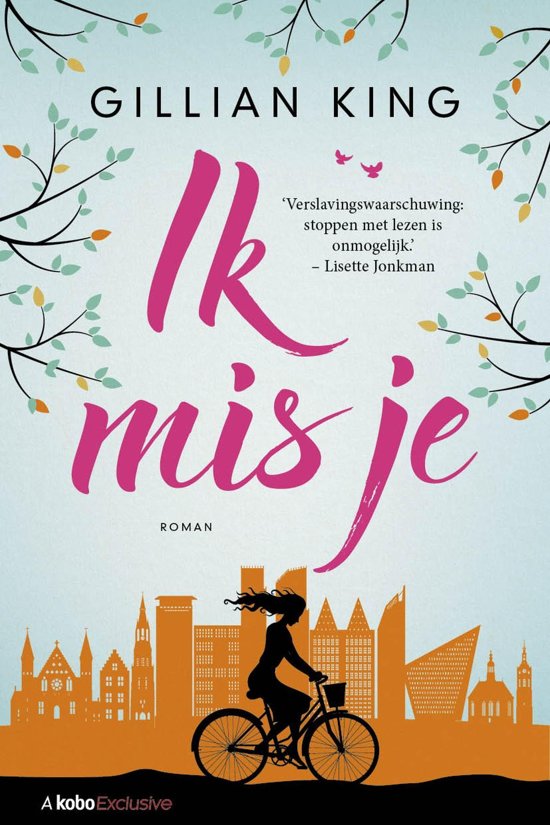 GILLIAN KING
Ik
mis je
‘Verslavingswaarschuwing:
stoppen met lezen is
onmogelijk.’
– Lisette Jonkman
ROMAN
A kobo Exclusive